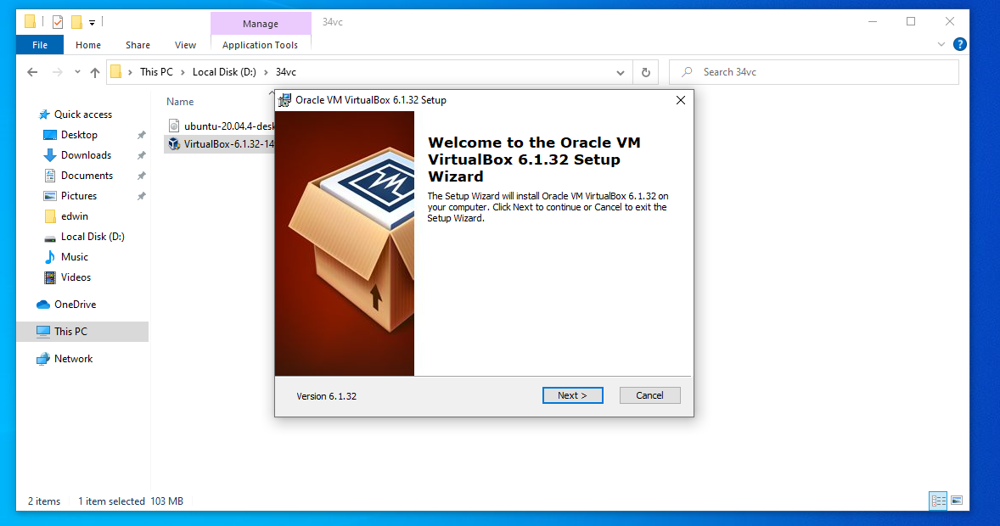 Manage
34vc
File
Home
Share
View
Application Tools
?
This PC
Local Disk (D:)
34vc
Search 34vc
Name
Quick access
Desktop
Downloads
Documents
Pictures
edwin
Local Disk (D:)
Music
Videos
OneDrive
This PC
Network
ubuntu-20.04.4-desk
VirtualBox-6.1.32-14
Oracle VM VirtualBox 6.1.32 Setup
Welcome to the Oracle VM
VirtualBox 6.1.32 Setup
Wizard
The Setup Wizard will install Oracle VM VirtualBox 6.1.32 on
your computer. Click Next to continue or Cancel to exit the
Setup Wizard.
Version 6.1.32
Next >
Cancel
2 items
1 item selected 103 MB